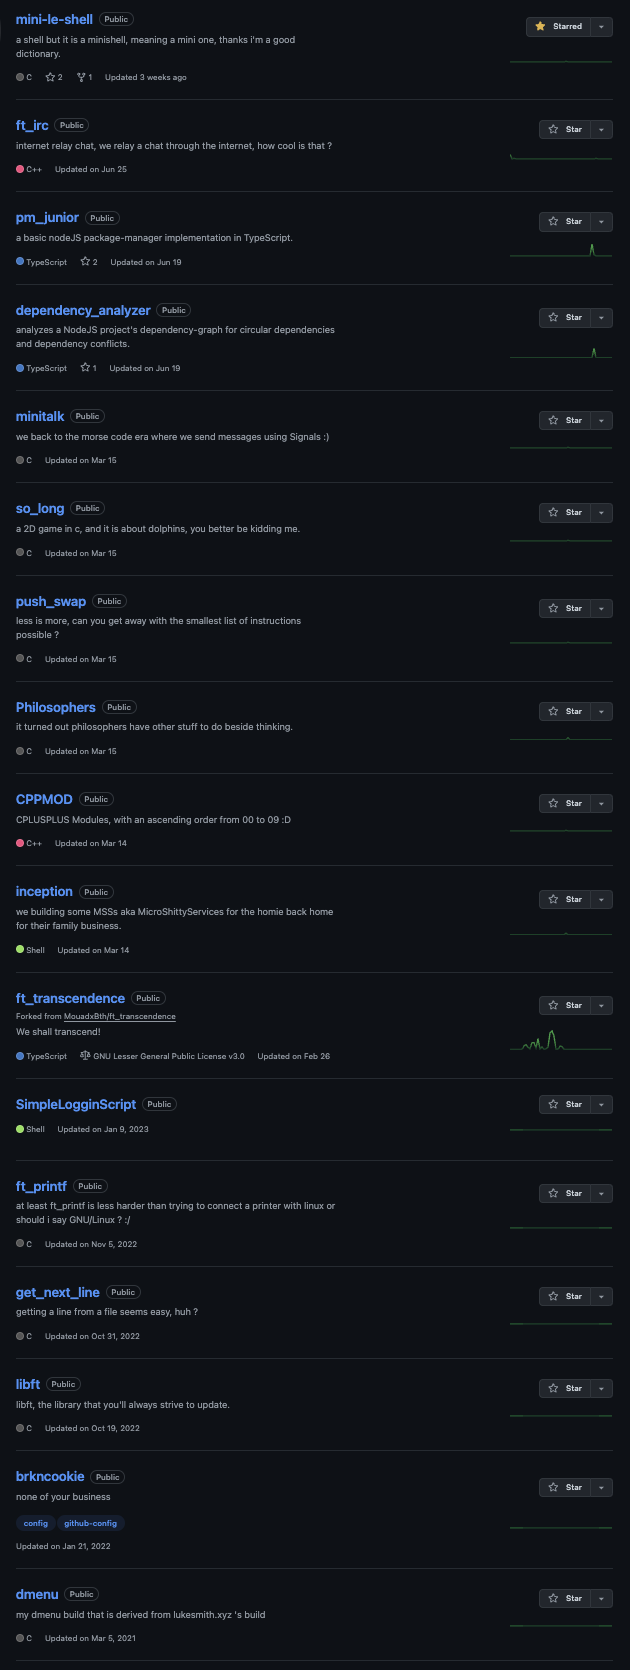 mini-le-shell Public
Starred
a shell but it is a minishell, meaning a mini one, thanks i'm a good
dictionary.
C 2 1 Updated 3 weeks ago
ft_irc Public
Star
internet relay chat, we relay a chat through the internet, how cool is that ?
C++ Updated on Jun 25
pm_junior Public
Star
a basic nodeJS package-manager implementation in TypeScript.
TypeScript 2 Updated on Jun 19
dependency_analyzer Public
Star
analyzes a NodeJS project's dependency-graph for circular dependencies
and dependency conflicts.
TypeScript 1 Updated on Jun 19
minitalk Public
Star
we back to the morse code era where we send messages using Signals :)
C Updated on Mar 15
so_long Public
Star
a 2D game in c, and it is about dolphins, you better be kidding me.
C Updated on Mar 15
push_swap Public
Star
less is more, can you get away with the smallest list of instructions
possible ?
C Updated on Mar 15
Philosophers Public
Star
it turned out philosophers have other stuff to do beside thinking.
C Updated on Mar 15
CPPMOD Public
Star
CPLUSPLUS Modules, with an ascending order from 00 to 09 :D
C++ Updated on Mar 14
inception Public
Star
we building some MSSs aka MicroShittyServices for the homie back home
for their family business.
Shell Updated on Mar 14
ft_transcendence Public
Star
Forked from MouadxBth/ft_transcendence
We shall transcend!
TypeScript GNU Lesser General Public License v3.0 Updated on Feb 26
SimpleLogginScript Public
Star
Shell Updated on Jan 9, 2023
ft_printf Public
Star
at least ft_printf is less harder than trying to connect a printer with linux or
should i say GNU/Linux ? :/
C Updated on Nov 5, 2022
get_next_line Public
Star
getting a line from a file seems easy, huh ?
C Updated on Oct 31, 2022
libft Public
Star
libft, the library that you'll always strive to update.
C Updated on Oct 19, 2022
brkncookie Public
Star
none of your business
config github-config
Updated on Jan 21, 2022
dmenu Public
Star
my dmenu build that is derived from lukesmith.xyz 's build
C Updated on Mar 5, 2021